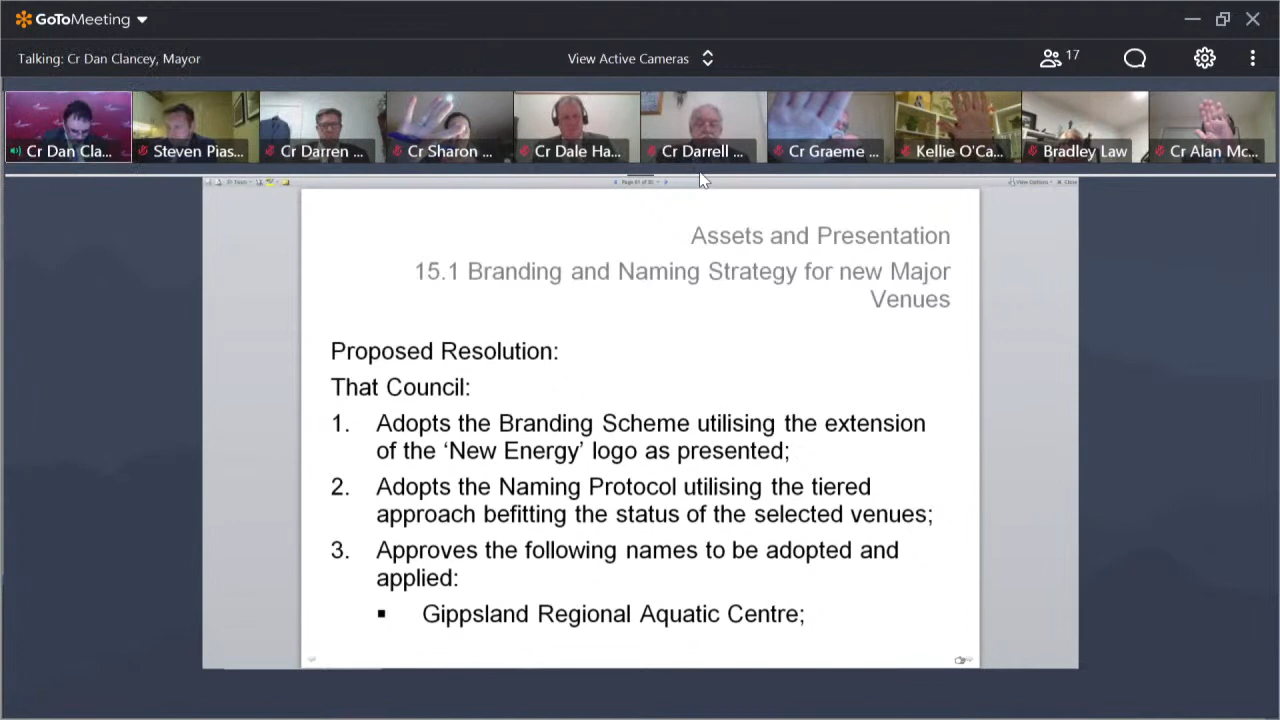 GoToMeeting
Talking: Cr Dan Clancey, Mayor
View Active Cameras
17
Cr Dan Cla...
Steven Pias...
Cr Darren ...
Cr Sharon ...
Cr Dale Ha...
Cr Darrell ...
Cr Graeme ...
Kellie O'Ca...
Bradley Law
Cr Alan Mc...
Tools
View Options
Close
Assets and Presentation
15.1 Branding and Naming Strategy for new Major
Venues
Proposed Resolution:
That Council:
1. Adopts the Branding Scheme utilising the extension
of the ‘New Energy’ logo as presented;
2. Adopts the Naming Protocol utilising the tiered
approach befitting the status of the selected venues;
3. Approves the following names to be adopted and
applied:
▪ Gippsland Regional Aquatic Centre;